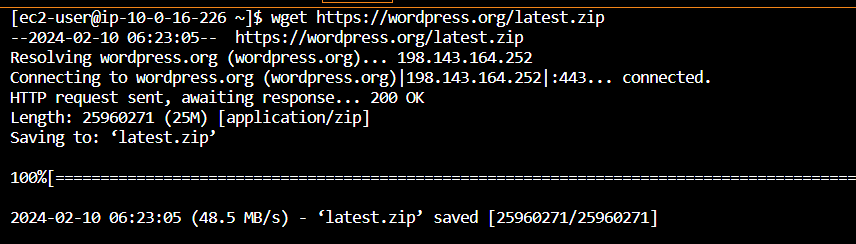 [ec2-user@ip-10-0-16-226 ~]$ wget https://wordpress.org/latest.zip
--2024-02-10 06:23:05--  https://wordpress.org/latest.zip
Resolving wordpress.org (wordpress.org)... 198.143.164.252
Connecting to wordpress.org (wordpress.org)|198.143.164.252|:443... connected.
HTTP request sent, awaiting response... 200 OK
Length: 25960271 (25M) [application/zip]
Saving to: ‘latest.zip’
100%[==========================================================================================
2024-02-10 06:23:05 (48.5 MB/s) - ‘latest.zip’ saved [25960271/25960271]